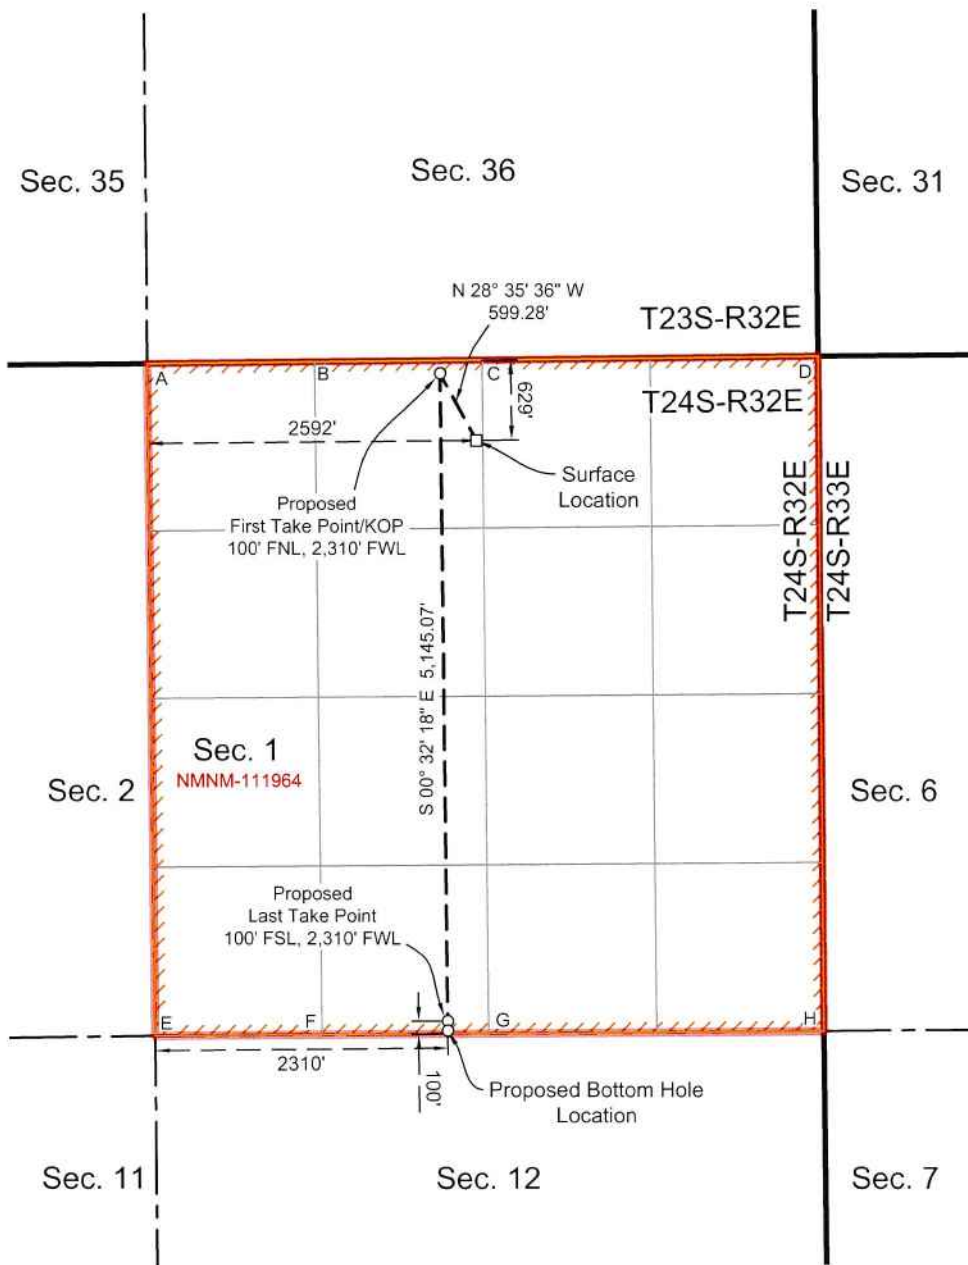 Sec. 35
Sec. 36
Sec. 31
N 28° 35' 36" W
599.28'
T23S-R32E
A
B
C
D
T24S-R32E
629'
2592'
Surface
Location
Proposed
First Take Point/KOP
100' FNL, 2,310' FWL
T24S-R32E
T24S-R33E
S 00° 32' 18" E 5,145.07'
Sec. 1
NMNM-111964
Sec. 2
Sec. 6
Proposed
Last Take Point
100' FSL, 2,310' FWL
E
F
G
H
2310'
100'
Proposed Bottom Hole
Location
Sec. 11
Sec. 12
Sec. 7